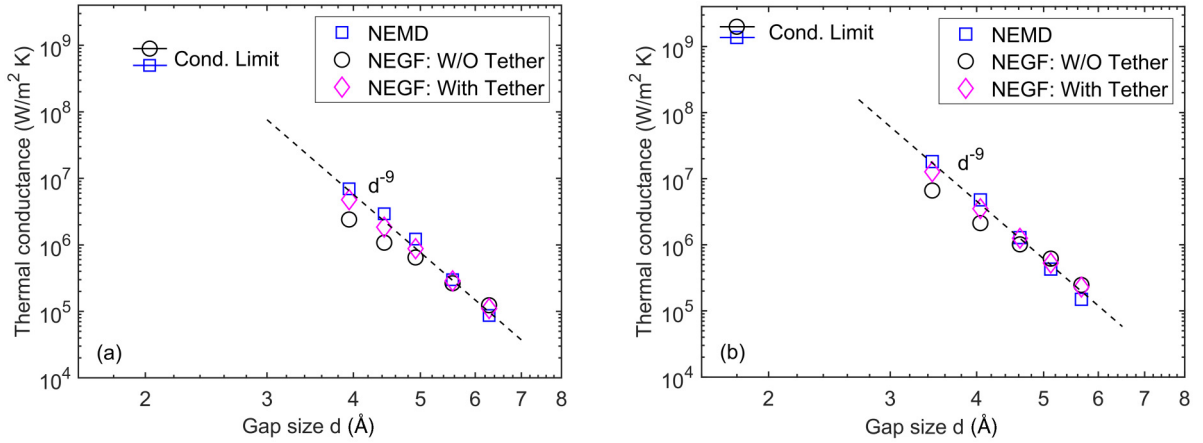 NEMD
NEGF: W/O Tether
NEGF: With Tether
Cond. Limit
d⁻⁹
(a)
Thermal conductance (W/m² K)
10⁹
10⁸
10⁷
10⁶
10⁵
10⁴
2 3 4 5 6 7 8
Gap size d (Å)
NEMD
NEGF: W/O Tether
NEGF: With Tether
Cond. Limit
d⁻⁹
(b)
Thermal conductance (W/m² K)
10⁹
10⁸
10⁷
10⁶
10⁵
10⁴
2 3 4 5 6 7 8
Gap size d (Å)